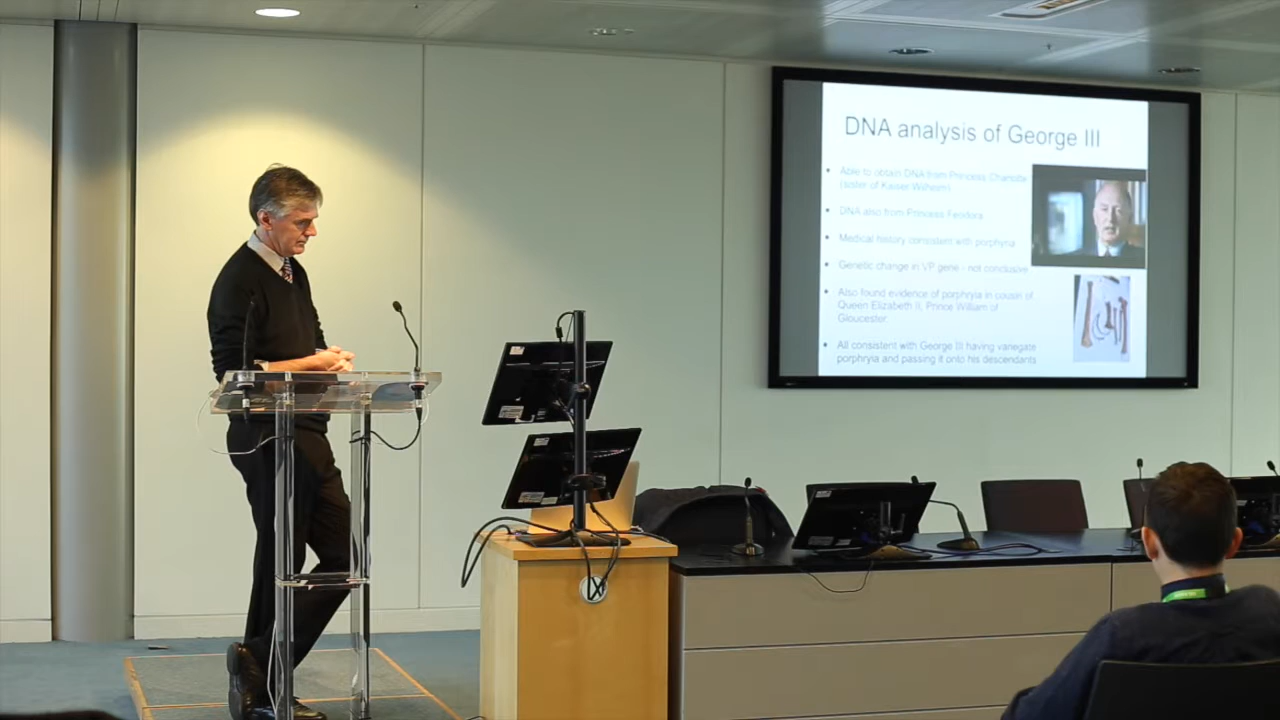 DNA analysis of George III
• Able to obtain DNA from Princess Charlotte
(sister of Kaiser Wilhelm)
• DNA also from Princess Feodora
• Medical history consistent with porphyria
• Genetic change in VP gene - not conclusive
• Also found evidence of porphyria in cousin of
Queen Elizabeth II, Prince William of
Gloucester
• All consistent with George III having variegate
porphyria and passing it onto his descendants